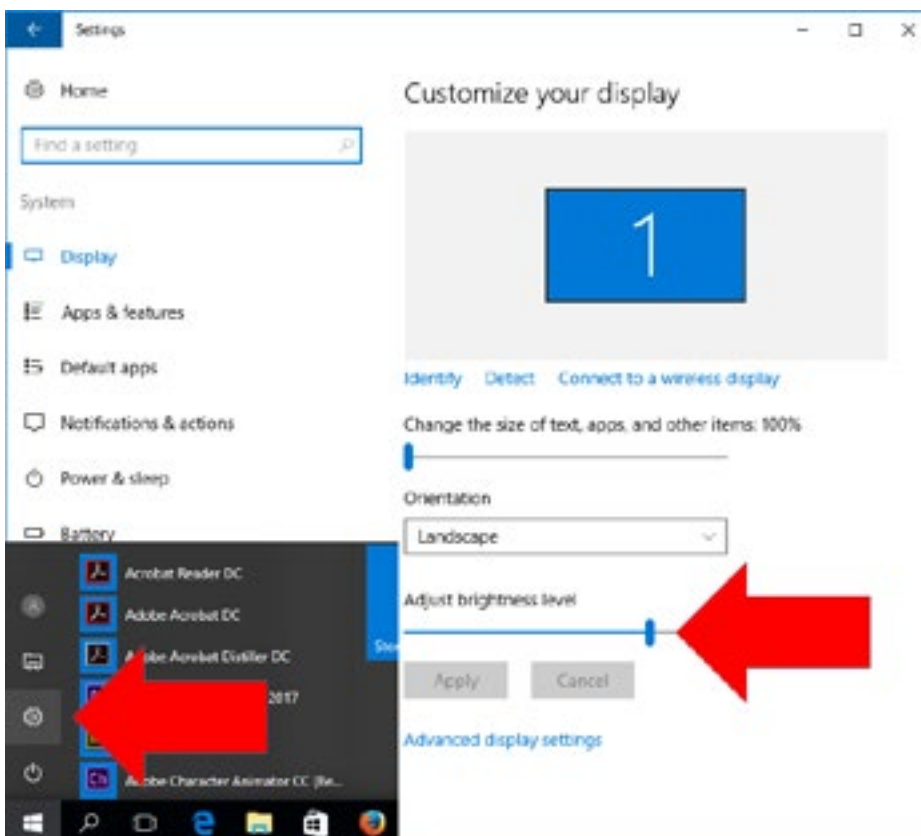 Settings
Home
Find a setting
System
Display
Apps & features
Default apps
Notifications & actions
Power & sleep
Battery
Customize your display
1
Identify Detect Connect to a wireless display
Change the size of text, apps, and other items: 100%
Orientation
Landscape
Adjust brightness level
Apply Cancel
Advanced display settings
Acrobat Reader DC
Adobe Acrobat DC
Adobe Acrobat Distiller DC
2017
Adobe Character Animator CC (Be...
Ch